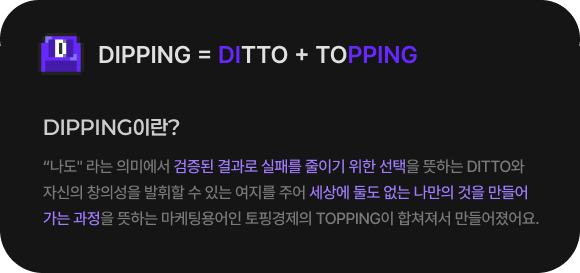 D
DIPPING = DITTO + TOPPING
DIPPING이란?
“나도" 라는 의미에서 검증된 결과로 실패를 줄이기 위한 선택을 뜻하는 DITTO와
자신의 창의성을 발휘할 수 있는 여지를 주어 세상에 둘도 없는 나만의 것을 만들어
가는 과정을 뜻하는 마케팅용어인 토핑경제의 TOPPING이 합쳐져서 만들어졌어요.